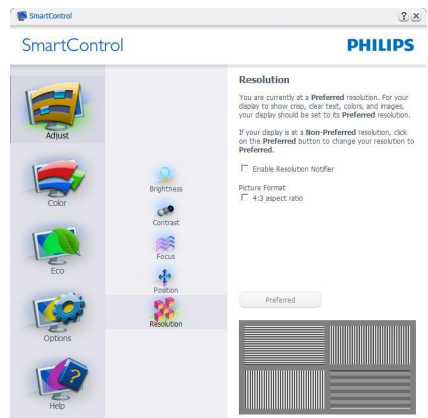 SmartControl
? ×
SmartControl
PHILIPS
Adjust
Color
Eco
Options
Help
Brightness
Contrast
Focus
Position
Resolution
Resolution
You are currently at a Preferred resolution. For your
display to show crisp, clear text, colors, and images,
your display should be set to its Preferred resolution.
If your display is at a Non-Preferred resolution, click
on the Preferred button to change your resolution to
Preferred.
Enable Resolution Notifier
Picture Format
4:3 aspect ratio
Preferred